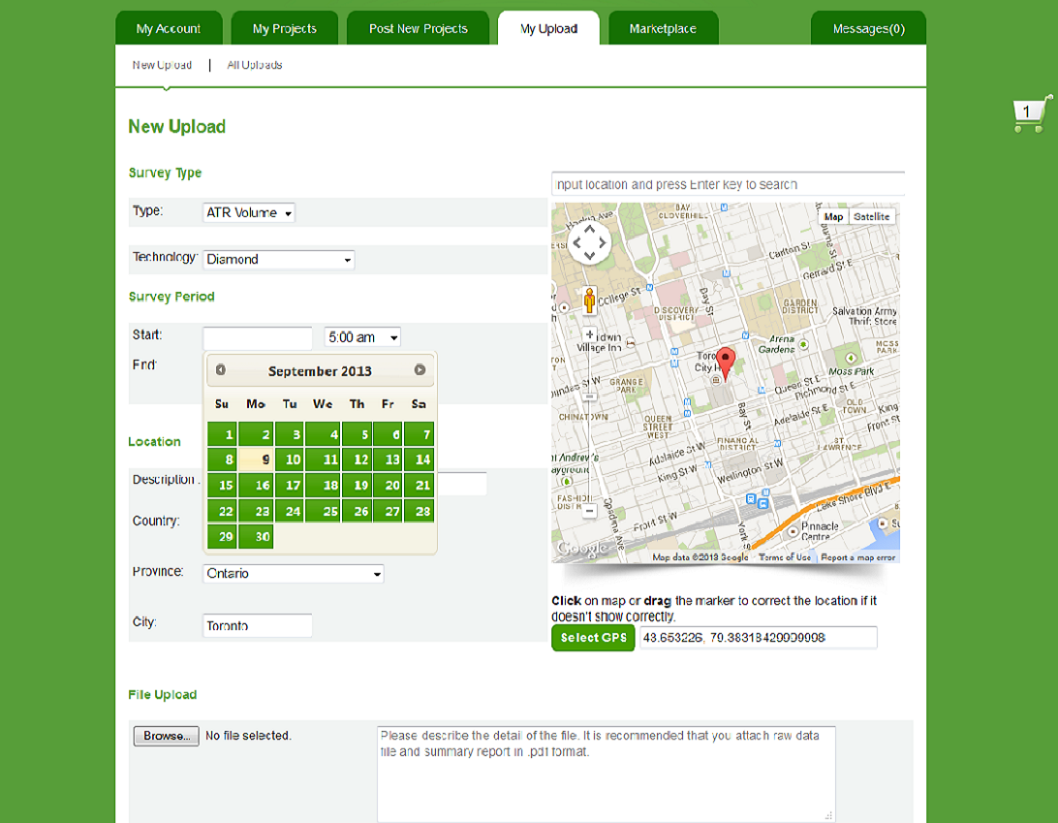 My Account My Projects Post New Projects My Upload Marketplace Messages(0)
New Upload | All Uploads
1
New Upload
Survey Type
Type: ATR Volume
Technology: Diamond
Survey Period
Start: 5:00 am
End:
September 2013
Su Mo Tu We Th Fr Sa
1 2 3 4 5 6 7
8 9 10 11 12 13 14
15 16 17 18 19 20 21
22 23 24 25 26 27 28
29 30
Location
Description
Country:
Province: Ontario
City: Toronto
Input location and press Enter key to search
Map Satellite
BAY
CLOVERHILL
Carlton St
Gerrard St E
College St
Bay St
DISCOVERY
DISTRICT
GARDEN
DISTRICT
Salvation Army
Thrift Store
Village Inn
Arena
Gardens
MOSS
PARK
Moss Park
City
GRANGE
PARK
Queen St E
Richmond St E
Adelaide St E
OLD
TOWN
King
Front St
CHINATOWN
QUEEN
STREET
WEST
Bay St
FINANCIAL
DISTRICT
ST.
LAWRENCE
St Andrew's
Playground
Adelaide St W
King St W
Wellington St W
Spadina Ave
Front St W
York St
Lake Shore Blvd E
Pinnacle
Centre
Google
Map data ©2013 Google Terms of Use Report a map error
Click on map or drag the marker to correct the location if it
doesn't show correctly.
Select GPS 43.653226, 79.38318429999998
File Upload
Browse... No file selected.
Please describe the detail of the file. It is recommended that you attach raw data
file and summary report in .pdf format.